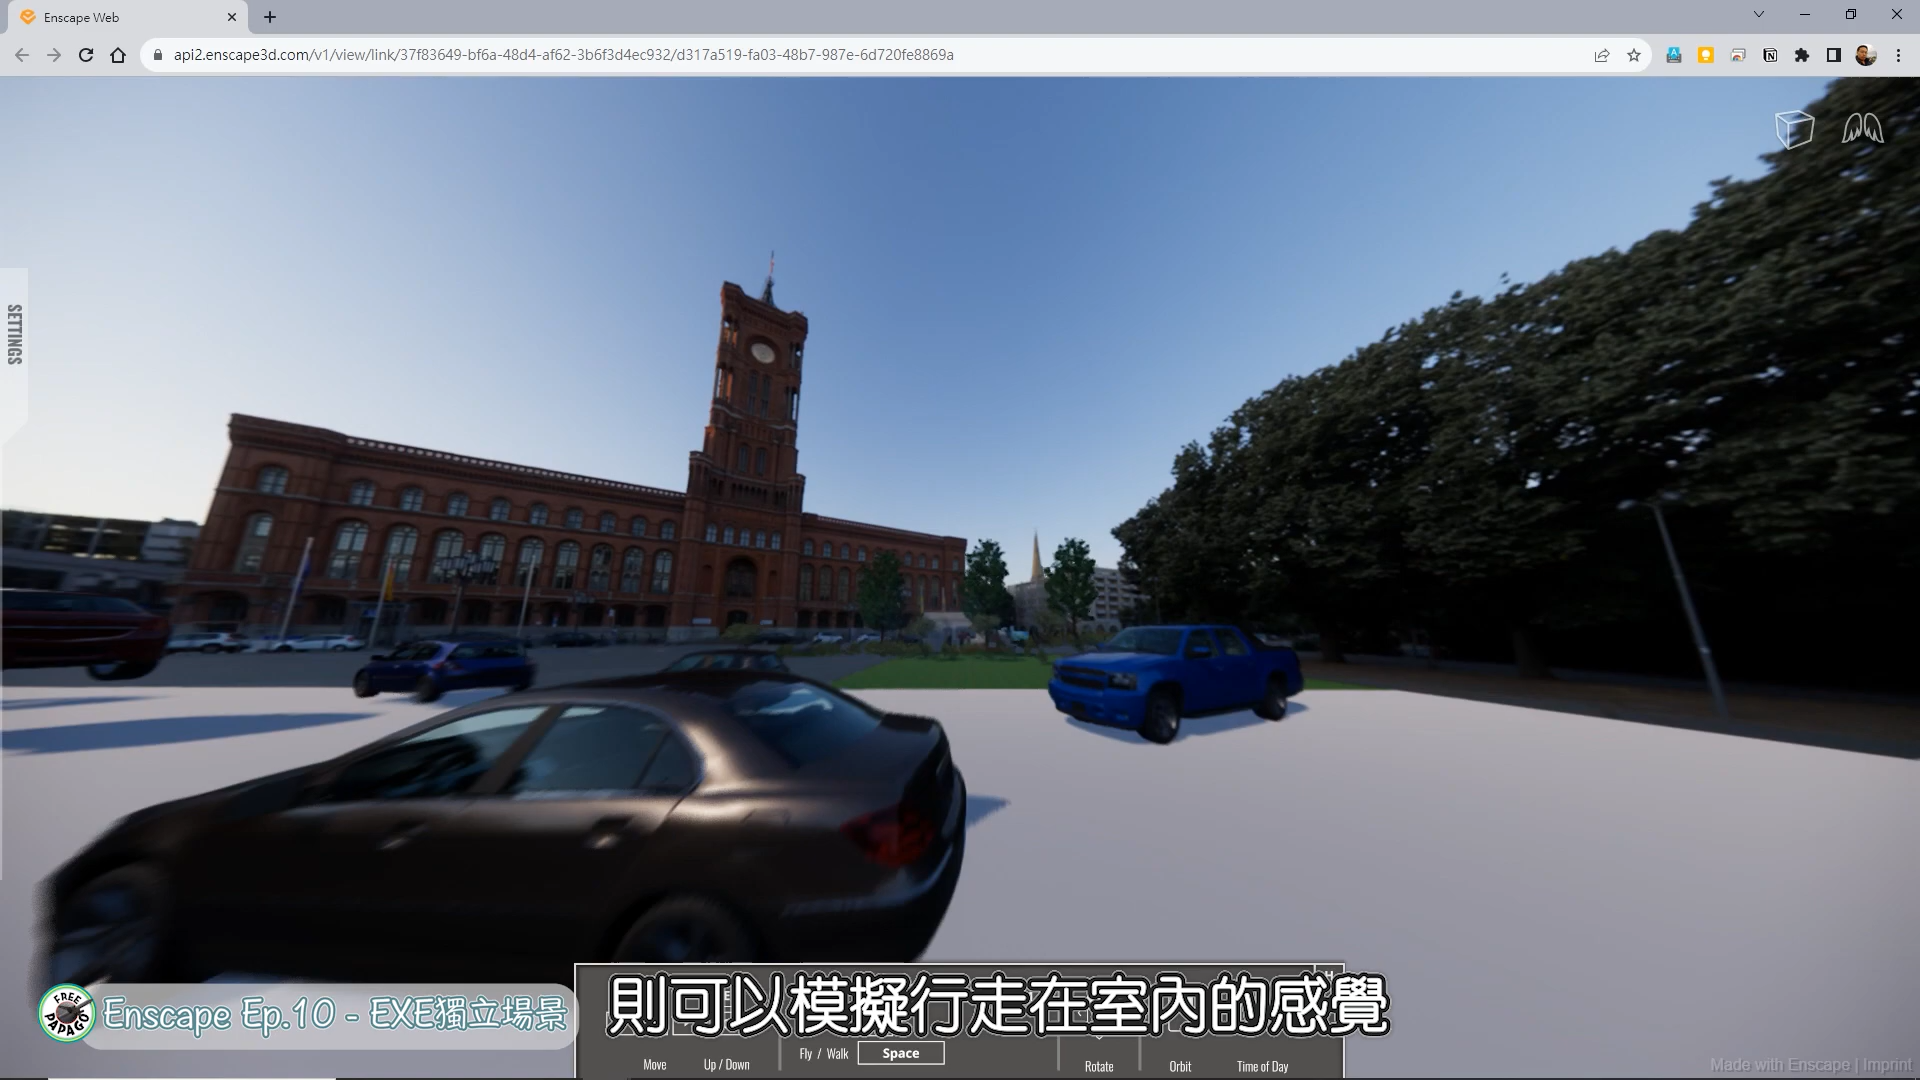 Enscape Web
api2.enscape3d.com/v1/view/link/37f83649-bf6a-48d4-af62-3b6f3d4ec932/d317a519-fa03-48b7-987e-6d720fe8869a
SETTINGS
FREE PAPAGO
Enscape Ep.10 - EXE獨立場景
則可以模擬行走在室內的感覺
H
Move
Up / Down
Fly / Walk
Space
Rotate
Orbit
Time of Day
Made with Enscape | Imprint